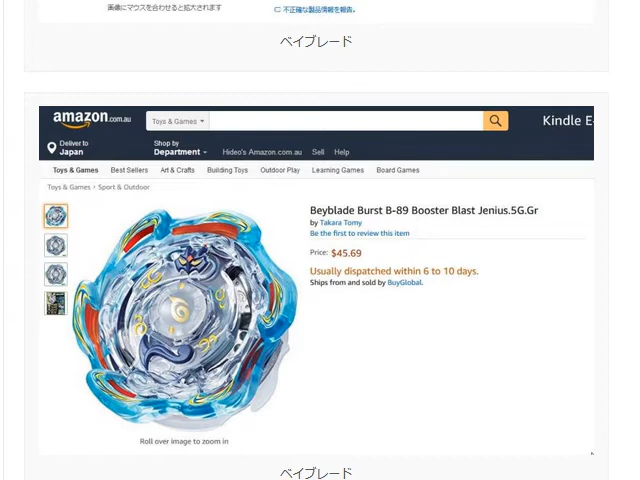 画像にマウスを合わせると拡大されます
不正確な製品情報を報告。
ベイブレード
amazon.com.au
Toys & Games
Kindle E
Deliver to
Japan
Shop by
Department
Hideo's Amazon.com.au
Sell
Help
Toys & Games
Best Sellers
Art & Crafts
Building Toys
Outdoor Play
Learning Games
Board Games
Toys & Games › Sport & Outdoor
Beyblade Burst B-89 Booster Blast Jenius.5G.Gr
by Takara Tomy
Be the first to review this item
Price: $45.69
Usually dispatched within 6 to 10 days.
Ships from and sold by BuyGlobal.
Roll over image to zoom in
ベイブレード